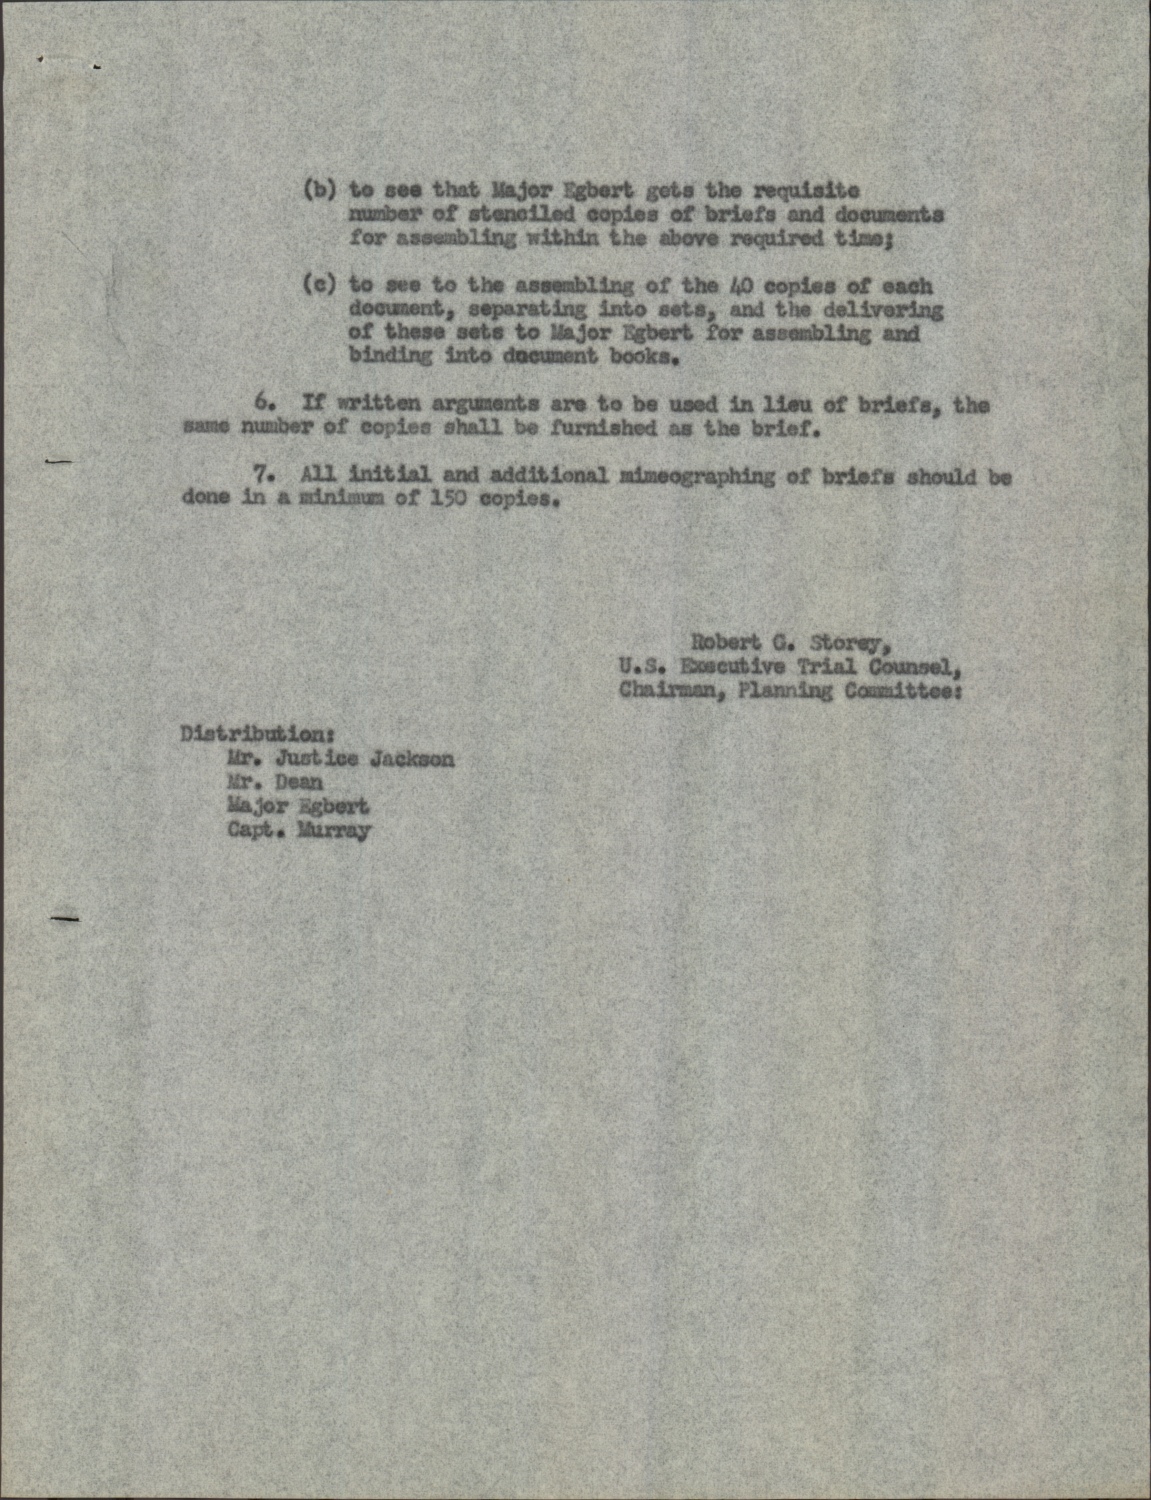 (b) to see that Major Egbert gets the requisite
number of stenciled copies of briefs and documents
for assembling within the above required time;
(c) to see to the assembling of the 40 copies of each
document, separating into sets, and the delivering
of these sets to Major Egbert for assembling and
binding into document books.
6. If written arguments are to be used in lieu of briefs, the
same number of copies shall be furnished as the brief.
7. All initial and additional mimeographing of briefs should be
done in a minimum of 150 copies.
Robert G. Storey,
U.S. Executive Trial Counsel,
Chairman, Planning Committee:
Distribution:
Mr. Justice Jackson
Mr. Dean
Major Egbert
Capt. Murray